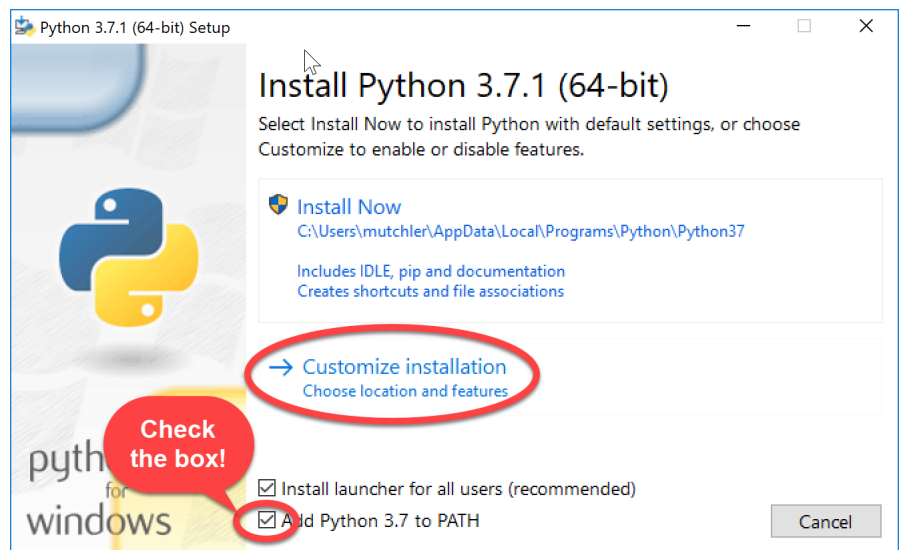 Python 3.7.1 (64-bit) Setup
Install Python 3.7.1 (64-bit)
Select Install Now to install Python with default settings, or choose
Customize to enable or disable features.
Install Now
C:\Users\mutchler\AppData\Local\Programs\Python\Python37
Includes IDLE, pip and documentation
Creates shortcuts and file associations
Customize installation
Choose location and features
Check
the box!
for
windows
Install launcher for all users (recommended)
Add Python 3.7 to PATH
Cancel